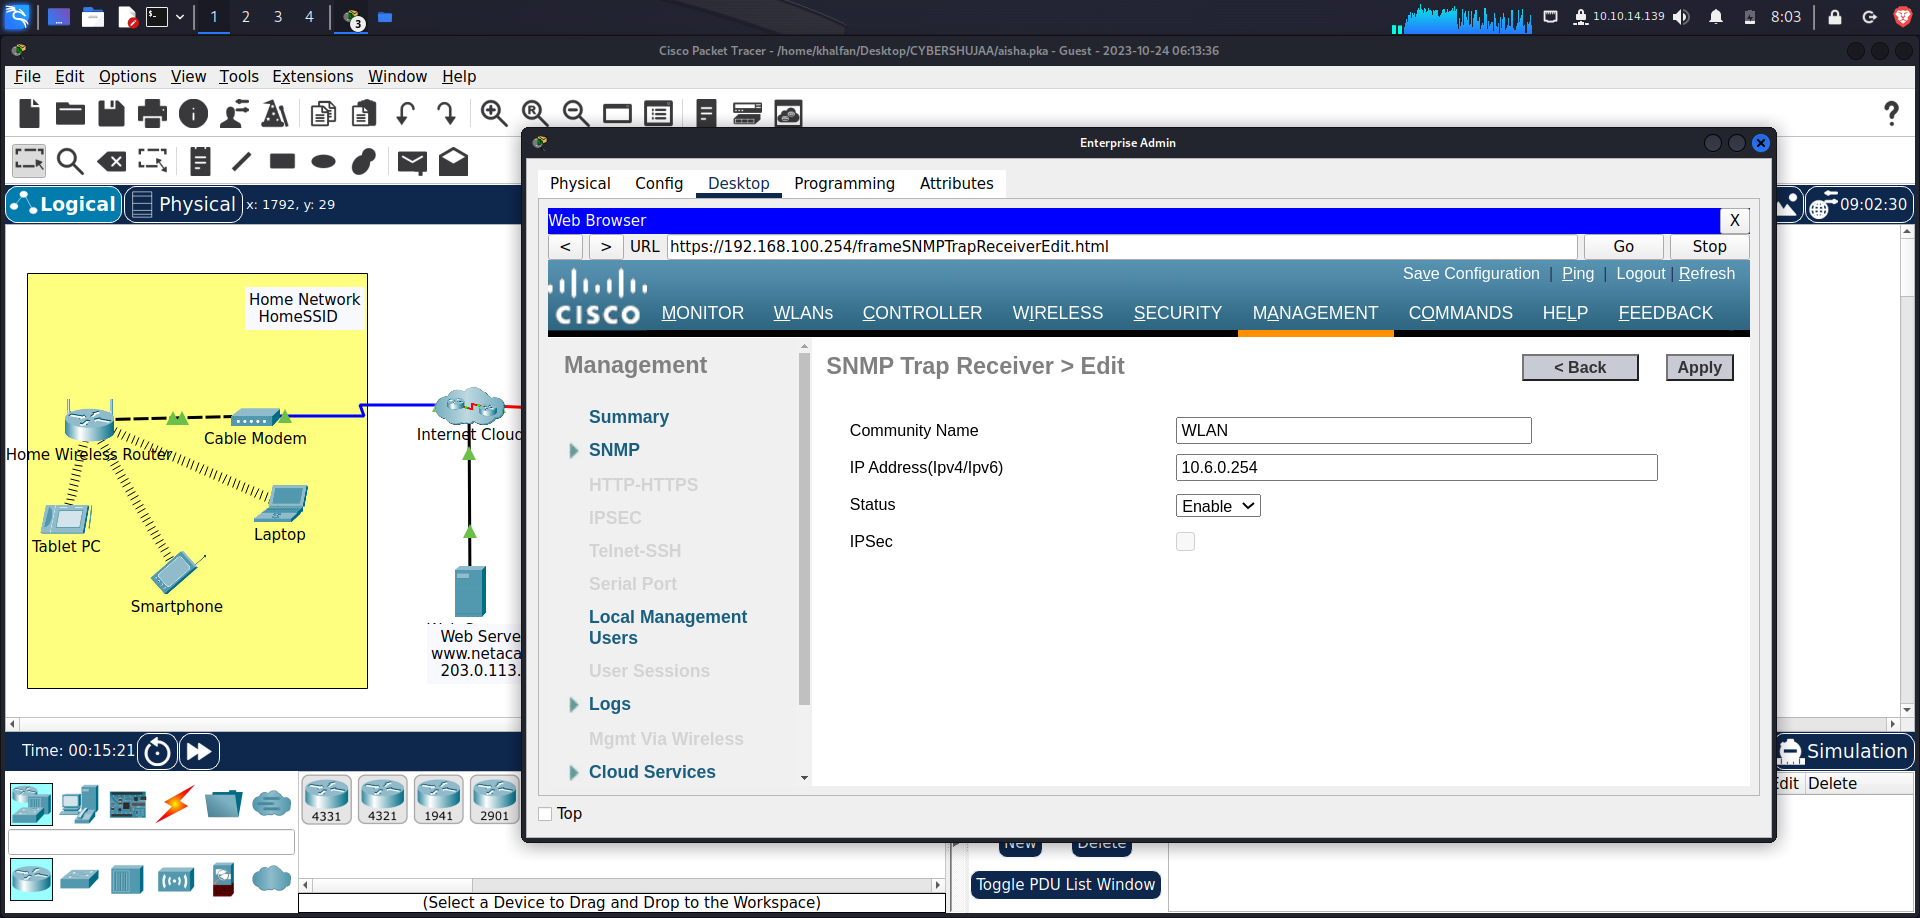 1 2 3 4
3
10.10.14.139
8:03
Cisco Packet Tracer - /home/khalfan/Desktop/CYBERSHUJAA/aisha.pka - Guest - 2023-10-24 06:13:36
File Edit Options View Tools Extensions Window Help
Enterprise Admin
Physical Config Desktop Programming Attributes
Logical Physical x: 1792, y: 29
09:02:30
Web Browser X
< > URL https://192.168.100.254/frameSNMPTrapReceiverEdit.html Go Stop
Save Configuration | Ping | Logout | Refresh
CISCO MONITOR WLANs CONTROLLER WIRELESS SECURITY MANAGEMENT COMMANDS HELP FEEDBACK
Management
Summary
SNMP
HTTP-HTTPS
IPSEC
Telnet-SSH
Serial Port
Local Management
Users
User Sessions
Logs
Mgmt Via Wireless
Cloud Services
SNMP Trap Receiver > Edit < Back Apply
Community Name WLAN
IP Address(Ipv4/Ipv6) 10.6.0.254
Status Enable
IPSec
Top
Home Network
HomeSSID
Cable Modem
Home Wireless Router
Tablet PC
Laptop
Smartphone
Internet Cloud
Web Serve
www.netaca
203.0.113.
Time: 00:15:21
Simulation
4331 4321 1941 2901
dit Delete
New Delete
Toggle PDU List Window
(Select a Device to Drag and Drop to the Workspace)